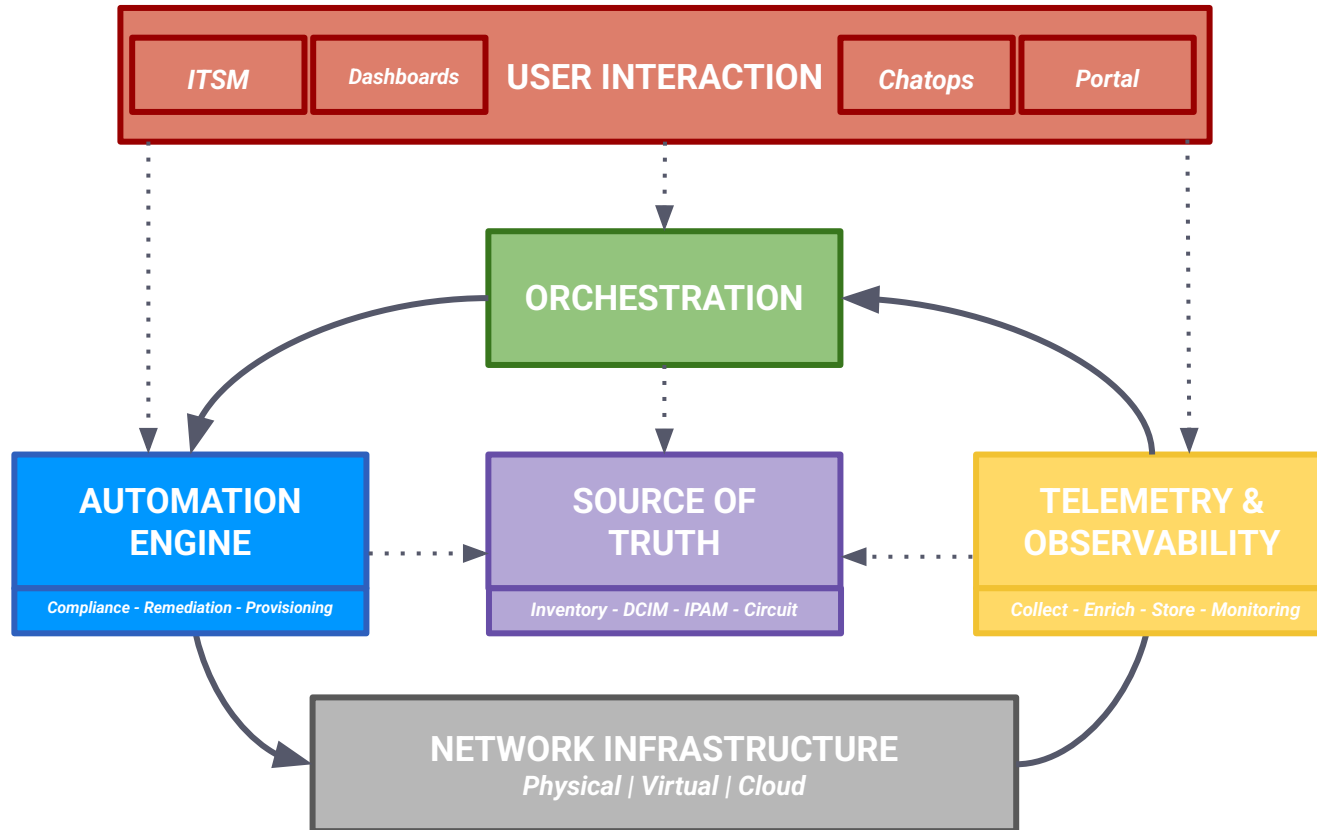 ITSM
Dashboards
USER INTERACTION
Chatops
Portal
ORCHESTRATION
AUTOMATION
ENGINE
Compliance - Remediation - Provisioning
SOURCE OF
TRUTH
Inventory - DCIM - IPAM - Circuit
TELEMETRY &
OBSERVABILITY
Collect - Enrich - Store - Monitoring
NETWORK INFRASTRUCTURE
Physical | Virtual | Cloud